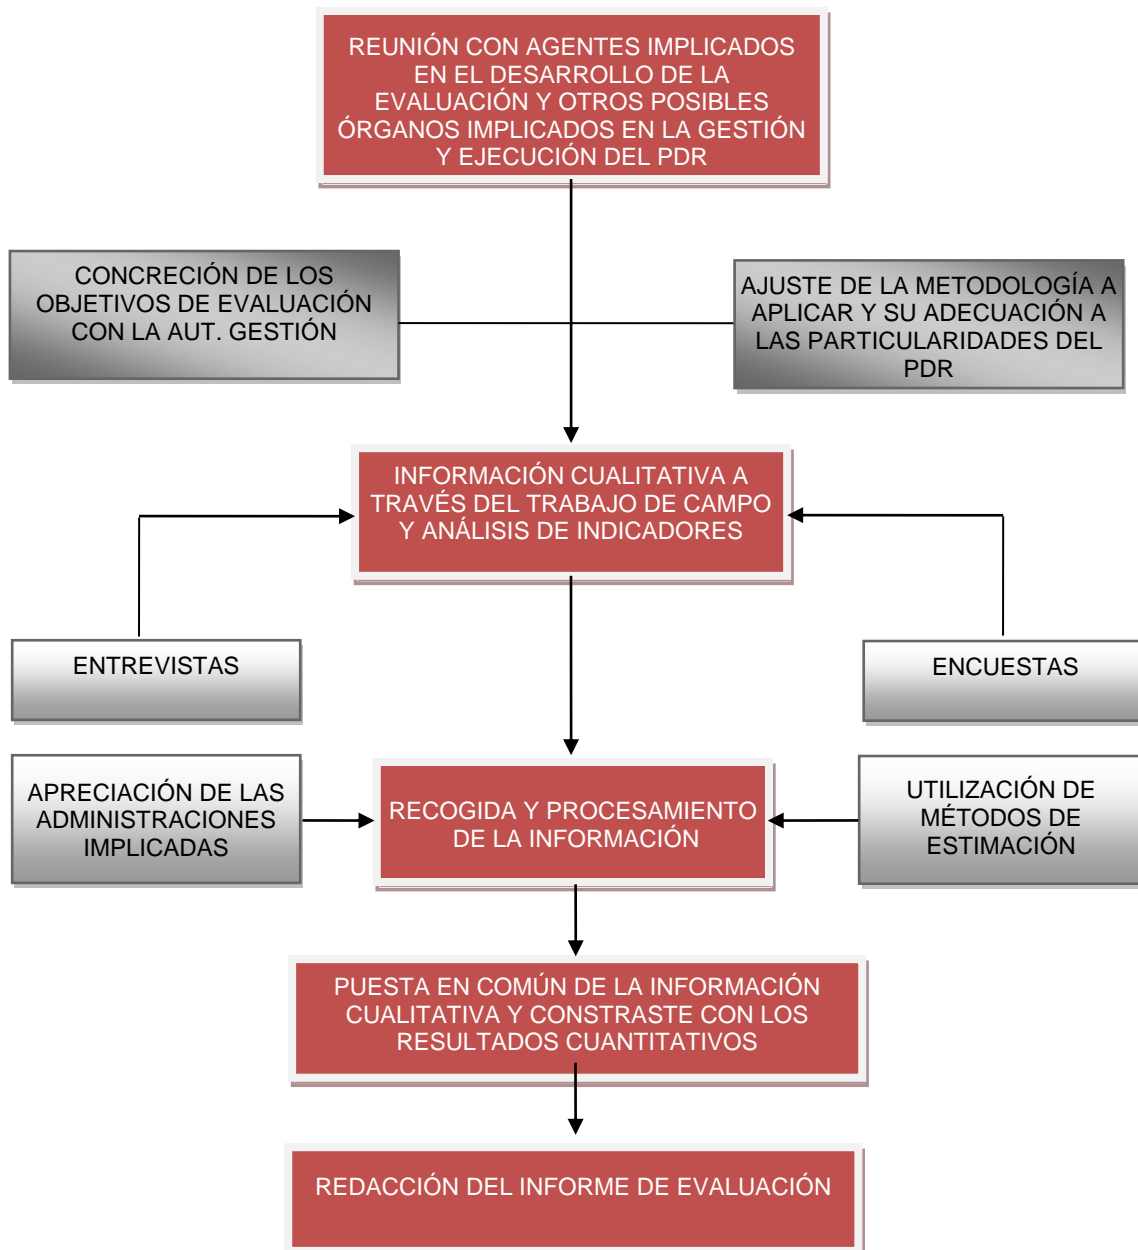 REUNIÓN CON AGENTES IMPLICADOS
EN EL DESARROLLO DE LA
EVALUACIÓN Y OTROS POSIBLES
ÓRGANOS IMPLICADOS EN LA GESTIÓN
Y EJECUCIÓN DEL PDR
CONCRECIÓN DE LOS
OBJETIVOS DE EVALUACIÓN
CON LA AUT. GESTIÓN
AJUSTE DE LA METODOLOGÍA A
APLICAR Y SU ADECUACIÓN A
LAS PARTICULARIDADES DEL
PDR
INFORMACIÓN CUALITATIVA A
TRAVÉS DEL TRABAJO DE CAMPO
Y ANÁLISIS DE INDICADORES
ENTREVISTAS
ENCUESTAS
APRECIACIÓN DE LAS
ADMINISTRACIONES
IMPLICADAS
RECOGIDA Y PROCESAMIENTO
DE LA INFORMACIÓN
UTILIZACIÓN DE
MÉTODOS DE
ESTIMACIÓN
PUESTA EN COMÚN DE LA INFORMACIÓN
CUALITATIVA Y CONSTRASTE CON LOS
RESULTADOS CUANTITATIVOS
REDACCIÓN DEL INFORME DE EVALUACIÓN